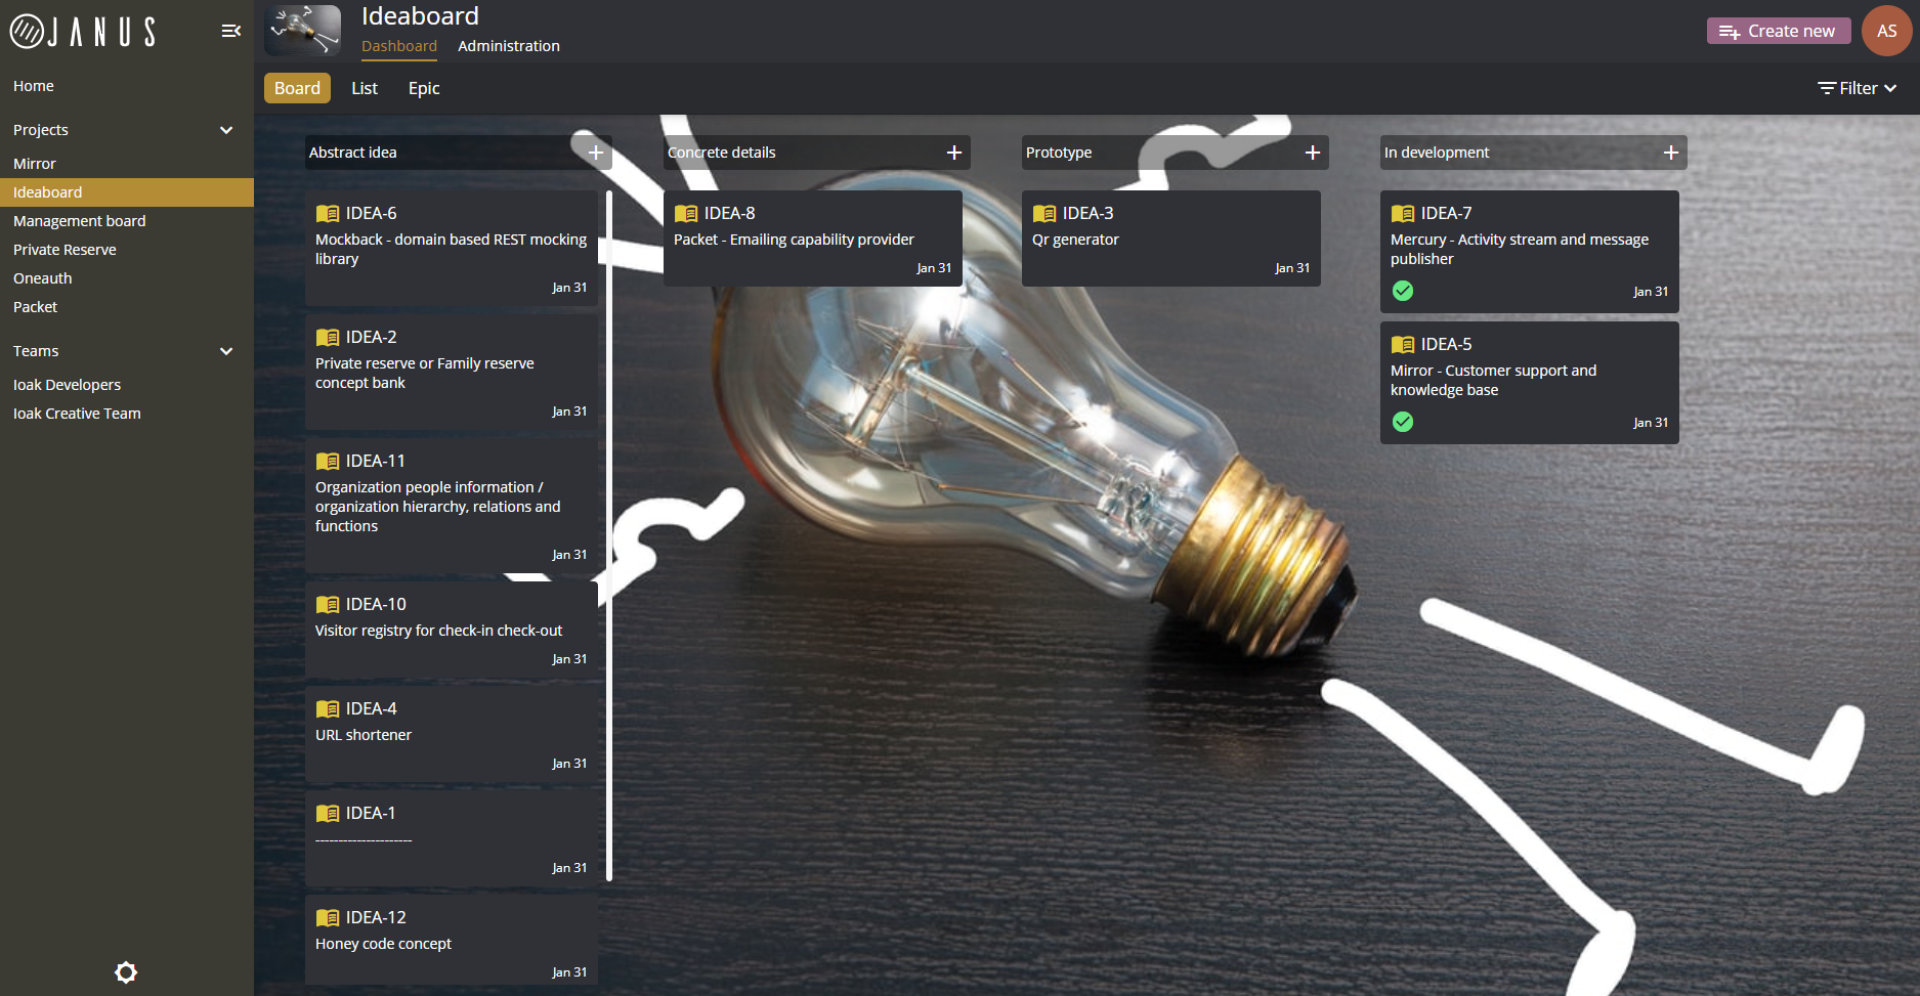 JANUS
Home
Projects
Mirror
Ideaboard
Management board
Private Reserve
Oneauth
Packet
Teams
Ioak Developers
Ioak Creative Team
Ideaboard
Dashboard Administration
Create new
AS
Board List Epic
Filter
Abstract idea
IDEA-6
Mockback - domain based REST mocking
library
Jan 31
IDEA-2
Private reserve or Family reserve
concept bank
Jan 31
IDEA-11
Organization people information /
organization hierarchy, relations and
functions
Jan 31
IDEA-10
Visitor registry for check-in check-out
Jan 31
IDEA-4
URL shortener
Jan 31
IDEA-1
---------------------
Jan 31
IDEA-12
Honey code concept
Jan 31
Concrete details
IDEA-8
Packet - Emailing capability provider
Jan 31
Prototype
IDEA-3
Qr generator
Jan 31
In development
IDEA-7
Mercury - Activity stream and message
publisher
Jan 31
IDEA-5
Mirror - Customer support and
knowledge base
Jan 31